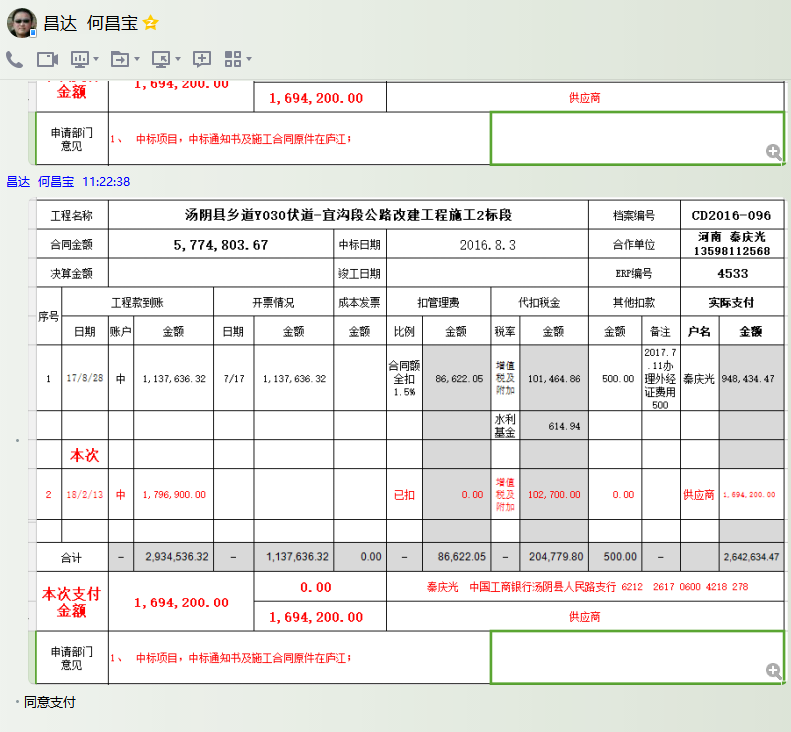 昌达 何昌宝
本次支付
金额
1,694,200.00
1,694,200.00
供应商
申请部门
意见
1、 中标项目，中标通知书及施工合同原件在庐江；
昌达 何昌宝 11:22:38
工程名称
汤阴县乡道Y030伏道-宜沟段公路改建工程施工2标段
档案编号
CD2016-096
合同金额
5,774,803.67
中标日期
2016.8.3
合作单位
河南 秦庆光
13598112568
决算金额
竣工日期
ERP编号
4533
序号
工程款到账
开票情况
成本发票
扣管理费
代扣税金
其他扣款
实际支付
日期
账户
金额
日期
金额
金额
比例
金额
税率
金额
金额
备注
户名
金额
1
17/8/28
中
1,137,636.32
7/17
1,137,636.32
合同额
全扣
1.5%
86,622.05
增值
税及
附加
101,464.86
500.00
2017.7
.11办
理外经
证费用
500
秦庆光
948,434.47
水利
基金
614.94
本次
2
18/2/13
中
1,796,900.00
已扣
0.00
增值
税及
附加
102,700.00
0.00
供应商
1,694,200.00
合计
–
2,934,536.32
–
1,137,636.32
0.00
–
86,622.05
–
204,779.80
500.00
–
2,642,634.47
本次支付
金额
1,694,200.00
0.00
秦庆光 中国工商银行汤阴县人民路支行 6212 2617 0600 4218 278
1,694,200.00
供应商
申请部门
意见
1、 中标项目，中标通知书及施工合同原件在庐江；
同意支付